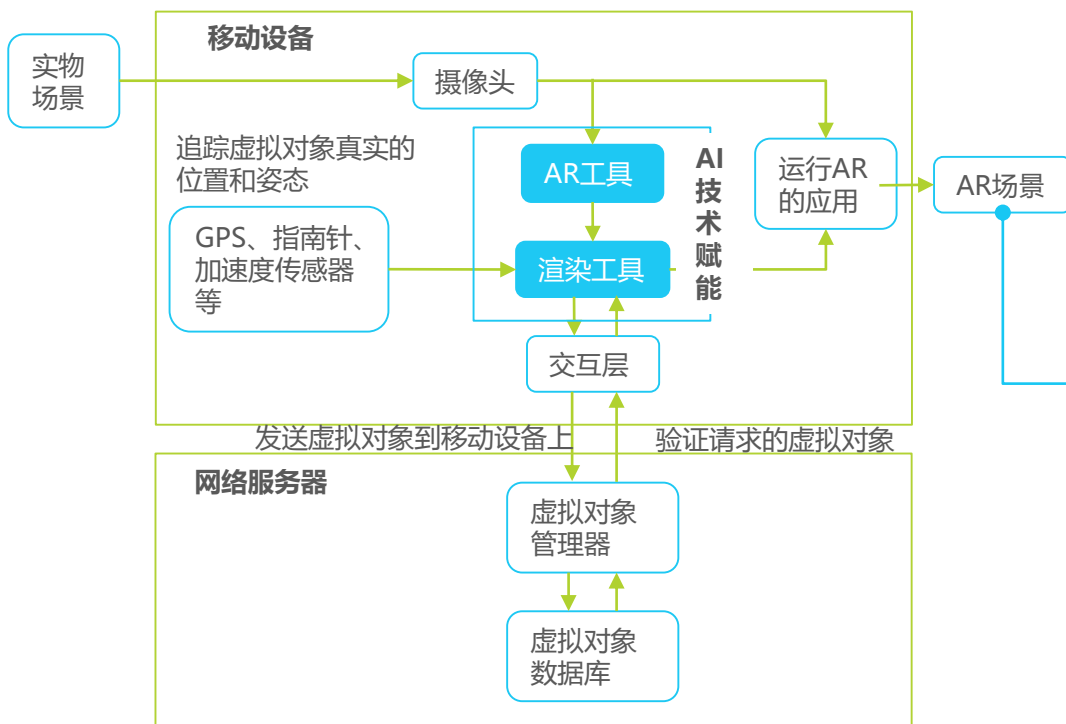 移动设备
实物
场景
摄像头
追踪虚拟对象真实的
位置和姿态
AR工具
AI
技
术
赋
能
运行AR
的应用
AR场景
GPS、指南针、
加速度传感器
等
渲染工具
交互层
发送虚拟对象到移动设备上
验证请求的虚拟对象
网络服务器
虚拟对象
管理器
虚拟对象
数据库